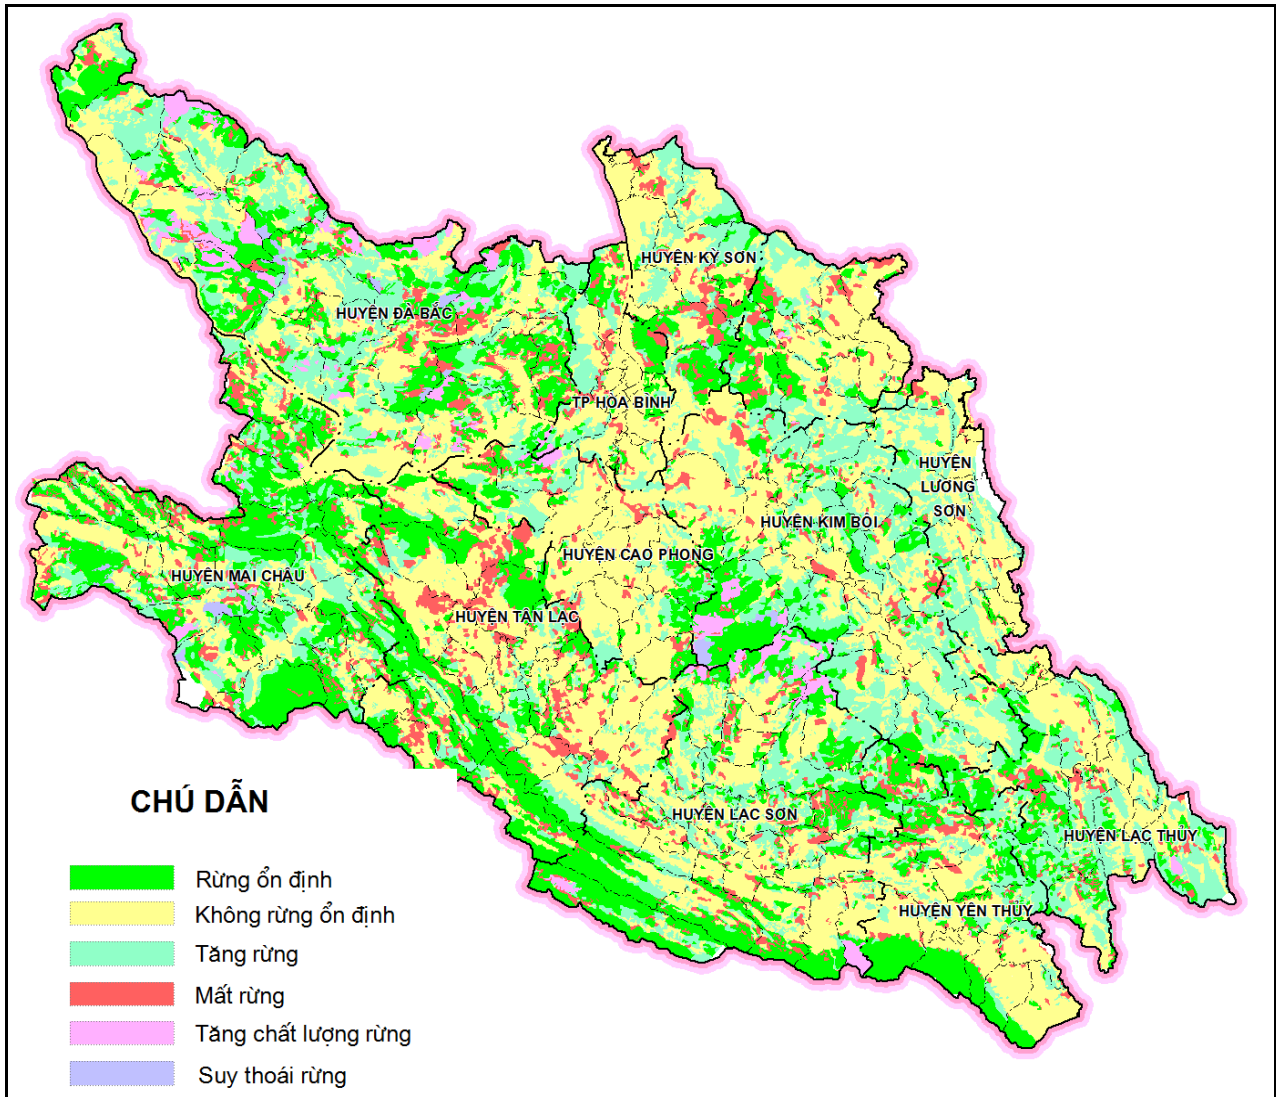 HUYỆN KỲ SƠN
HUYỆN ĐÀ BẮC
TP HÒA BÌNH
HUYỆN
LƯƠNG
SƠN
HUYỆN KIM BÔI
HUYỆN CAO PHONG
HUYỆN MAI CHÂU
HUYỆN TÂN LẠC
HUYỆN LẠC SƠN
HUYỆN LẠC THỦY
HUYỆN YÊN THỦY
CHÚ DẪN
Rừng ổn định
Không rừng ổn định
Tăng rừng
Mất rừng
Tăng chất lượng rừng
Suy thoái rừng